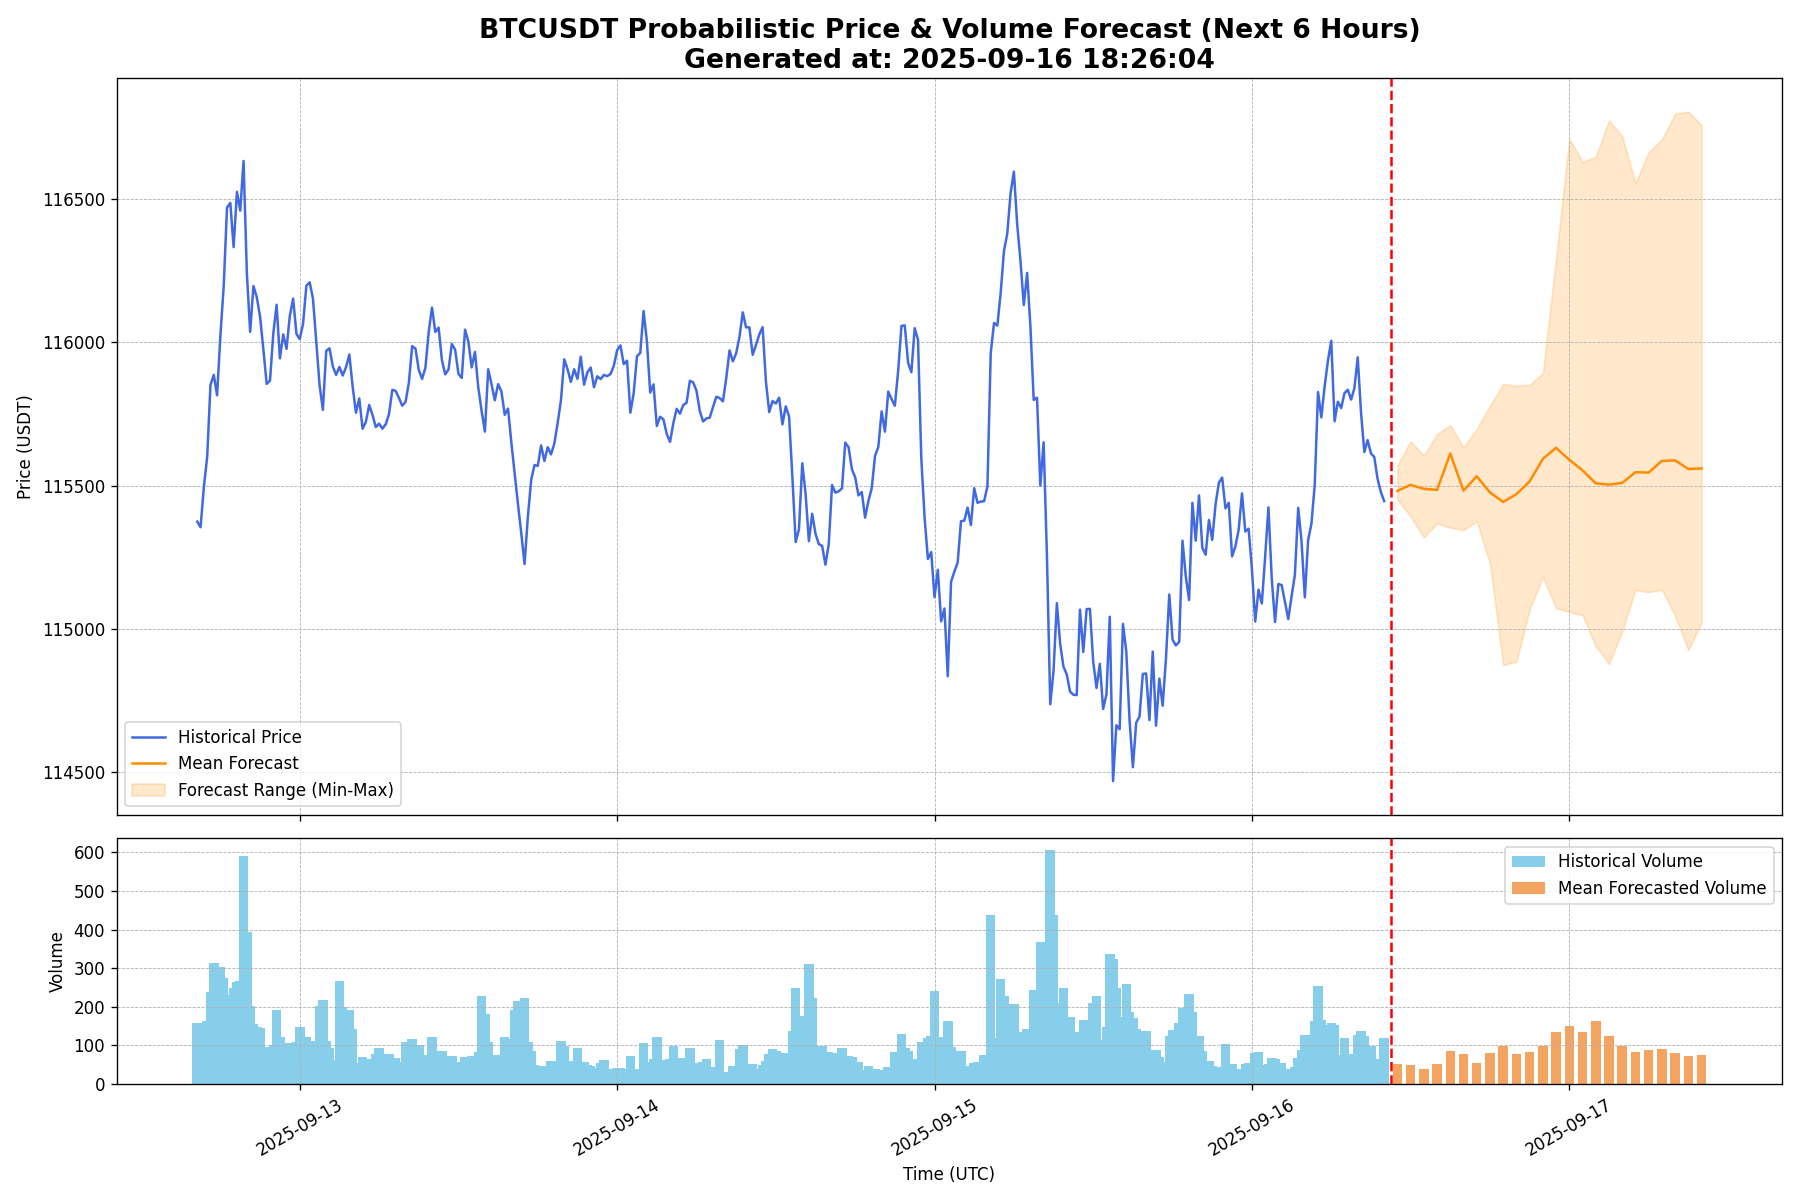 BTCUSDT Probabilistic Price & Volume Forecast (Next 6 Hours)
Generated at: 2025-09-16 18:26:04
Price (USDT)
116500
116000
115500
115000
114500
Historical Price
Mean Forecast
Forecast Range (Min-Max)
Volume
600
500
400
300
200
100
0
Historical Volume
Mean Forecasted Volume
2025-09-13
2025-09-14
2025-09-15
2025-09-16
2025-09-17
Time (UTC)